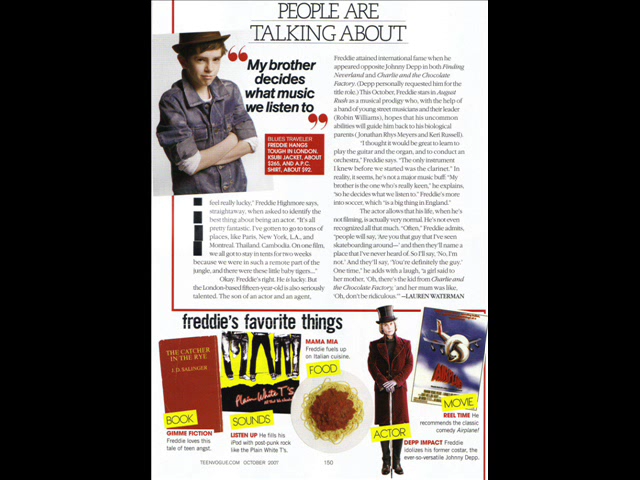 PEOPLE ARE
TALKING ABOUT
“My brother
decides
what music
we listen to”
BLUES TRAVELER
FREDDIE HANGS
TOUGH IN LONDON.
KSUBI JACKET, ABOUT
$265, AND A.P.C.
SHIRT, ABOUT $92.
I feel really lucky," Freddie Highmore says,
straightaway, when asked to identify the
best thing about being an actor. "It's all
pretty fantastic. I've gotten to go to tons of
places, like Paris, New York, L.A., and
Montreal. Thailand. Cambodia. On one film,
we all got to stay in tents for two weeks
because we were in such a remote part of the
jungle, and there were these little baby tigers..."
Okay. Freddie's right. He is lucky. But
the London-based fifteen-year-old is also seriously
talented. The son of an actor and an agent,
Freddie attained international fame when he
appeared opposite Johnny Depp in both Finding
Neverland and Charlie and the Chocolate
Factory. (Depp personally requested him for the
title role.) This October, Freddie stars in August
Rush as a musical prodigy who, with the help of
a band of young street musicians and their leader
(Robin Williams), hopes that his uncommon
abilities will guide him back to his biological
parents (Jonathan Rhys Meyers and Keri Russell).
"I thought it would be great to learn to
play the guitar and the organ, and to conduct an
orchestra," Freddie says. "The only instrument
I knew before we started was the clarinet." In
reality, it seems, he's not a major music buff. "My
brother is the one who's really keen," he explains,
"so he decides what we listen to." Freddie's more
into soccer, which "is a big thing in England."
The actor allows that his life, when he's
not filming, is actually very normal. He's not even
recognized all that much. "Often," Freddie admits,
"people will say, 'Are you that guy that I've seen
skateboarding around—' and then they'll name a
place that I've never heard of. So I'll say, 'No, I'm
not.' And they'll say, 'You're definitely the guy.'
One time," he adds with a laugh, "a girl said to
her mother, 'Oh, there's the kid from Charlie and
the Chocolate Factory,' and her mum was like,
'Oh, don't be ridiculous.'" —LAUREN WATERMAN
freddie's favorite things
THE CATCHER
IN THE RYE
J.D. SALINGER
BOOK
GIMME FICTION
Freddie loves this
tale of teen angst.
Plain White T's
SOUNDS
LISTEN UP He fills his
iPod with post-punk rock
like the Plain White T's.
MAMA MIA
Freddie fuels up
on Italian cuisine.
FOOD
ACTOR
DEPP IMPACT Freddie
idolizes his former costar, the
ever-so-versatile Johnny Depp.
MOVIE
REEL TIME He
recommends the classic
comedy Airplane!
TEENVOGUE.COM OCTOBER 2007
150